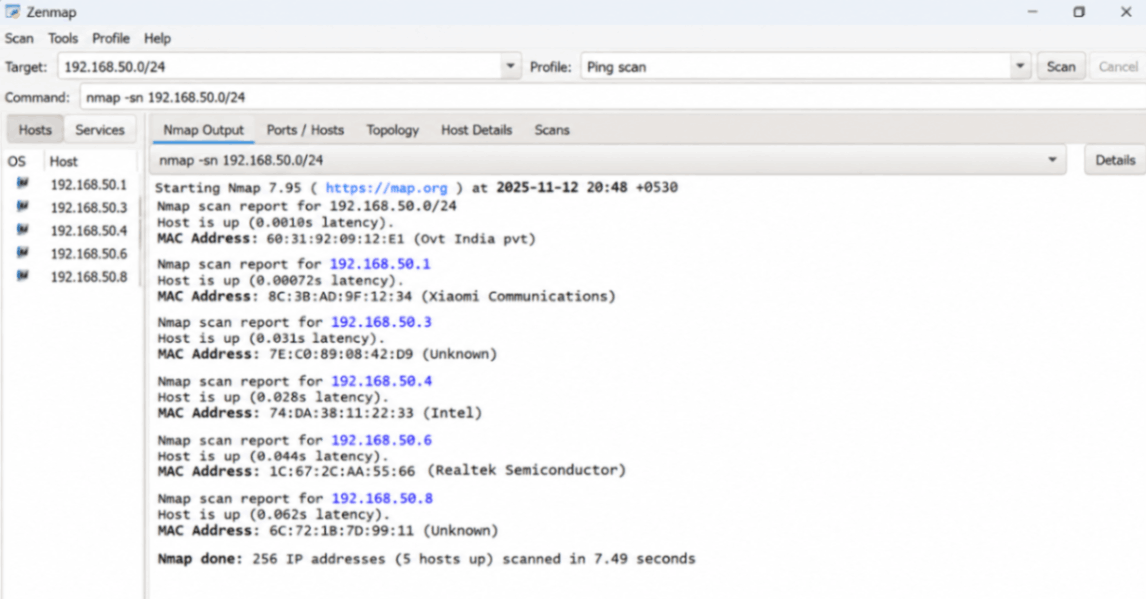 Zenmap
Scan Tools Profile Help
Target: 192.168.50.0/24 Profile: Ping scan Scan Cancel
Command: nmap -sn 192.168.50.0/24
Hosts Services Nmap Output Ports / Hosts Topology Host Details Scans
OS Host
nmap -sn 192.168.50.0/24 Details
192.168.50.1
192.168.50.3
192.168.50.4
192.168.50.6
192.168.50.8
Starting Nmap 7.95 ( https://map.org ) at 2025-11-12 20:48 +0530
Nmap scan report for 192.168.50.0/24
Host is up (0.0010s latency).
MAC Address: 60:31:92:09:12:E1 (Ovt India pvt)
Nmap scan report for 192.168.50.1
Host is up (0.00072s latency).
MAC Address: 8C:3B:AD:9F:12:34 (Xiaomi Communications)
Nmap scan report for 192.168.50.3
Host is up (0.031s latency).
MAC Address: 7E:C0:89:08:42:D9 (Unknown)
Nmap scan report for 192.168.50.4
Host is up (0.028s latency).
MAC Address: 74:DA:38:11:22:33 (Intel)
Nmap scan report for 192.168.50.6
Host is up (0.044s latency).
MAC Address: 1C:67:2C:AA:55:66 (Realtek Semiconductor)
Nmap scan report for 192.168.50.8
Host is up (0.062s latency).
MAC Address: 6C:72:1B:7D:99:11 (Unknown)
Nmap done: 256 IP addresses (5 hosts up) scanned in 7.49 seconds